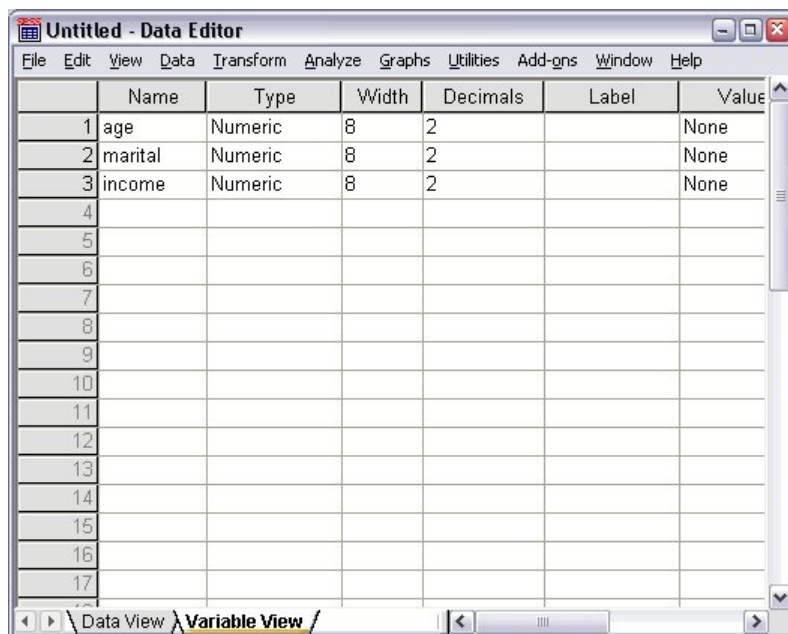 Untitled - Data Editor
File Edit View Data Transform Analyze Graphs Utilities Add-ons Window Help
Name Type Width Decimals Label Value
1 age Numeric 8 2 None
2 marital Numeric 8 2 None
3 income Numeric 8 2 None
4
5
6
7
8
9
10
11
12
13
14
15
16
17
Data View Variable View